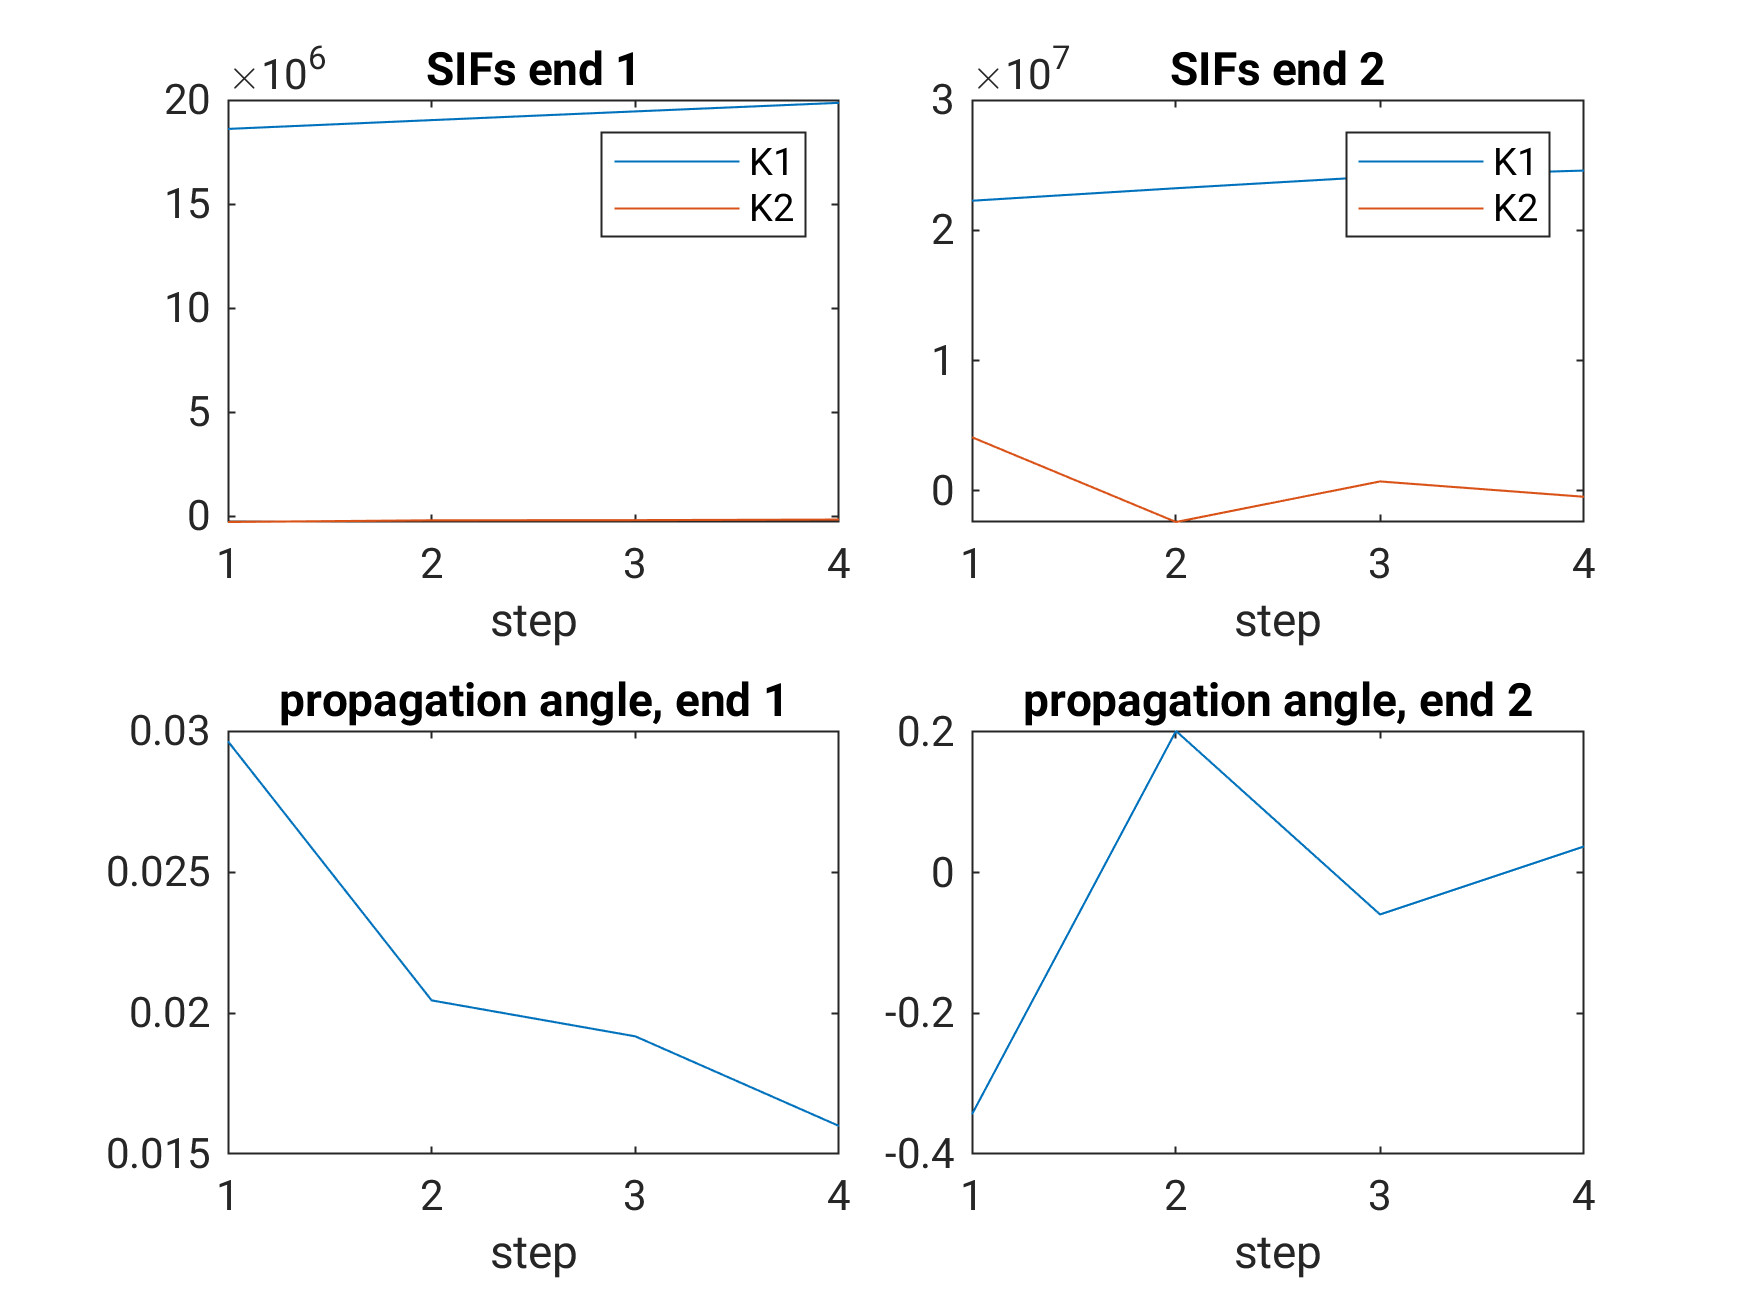 ×10^6
SIFs end 1
20
15
10
5
0
K1
K2
1 2 3 4
step
×10^7
SIFs end 2
3
2
1
0
K1
K2
1 2 3 4
step
propagation angle, end 1
0.03
0.025
0.02
0.015
1 2 3 4
step
propagation angle, end 2
0.2
0
-0.2
-0.4
1 2 3 4
step